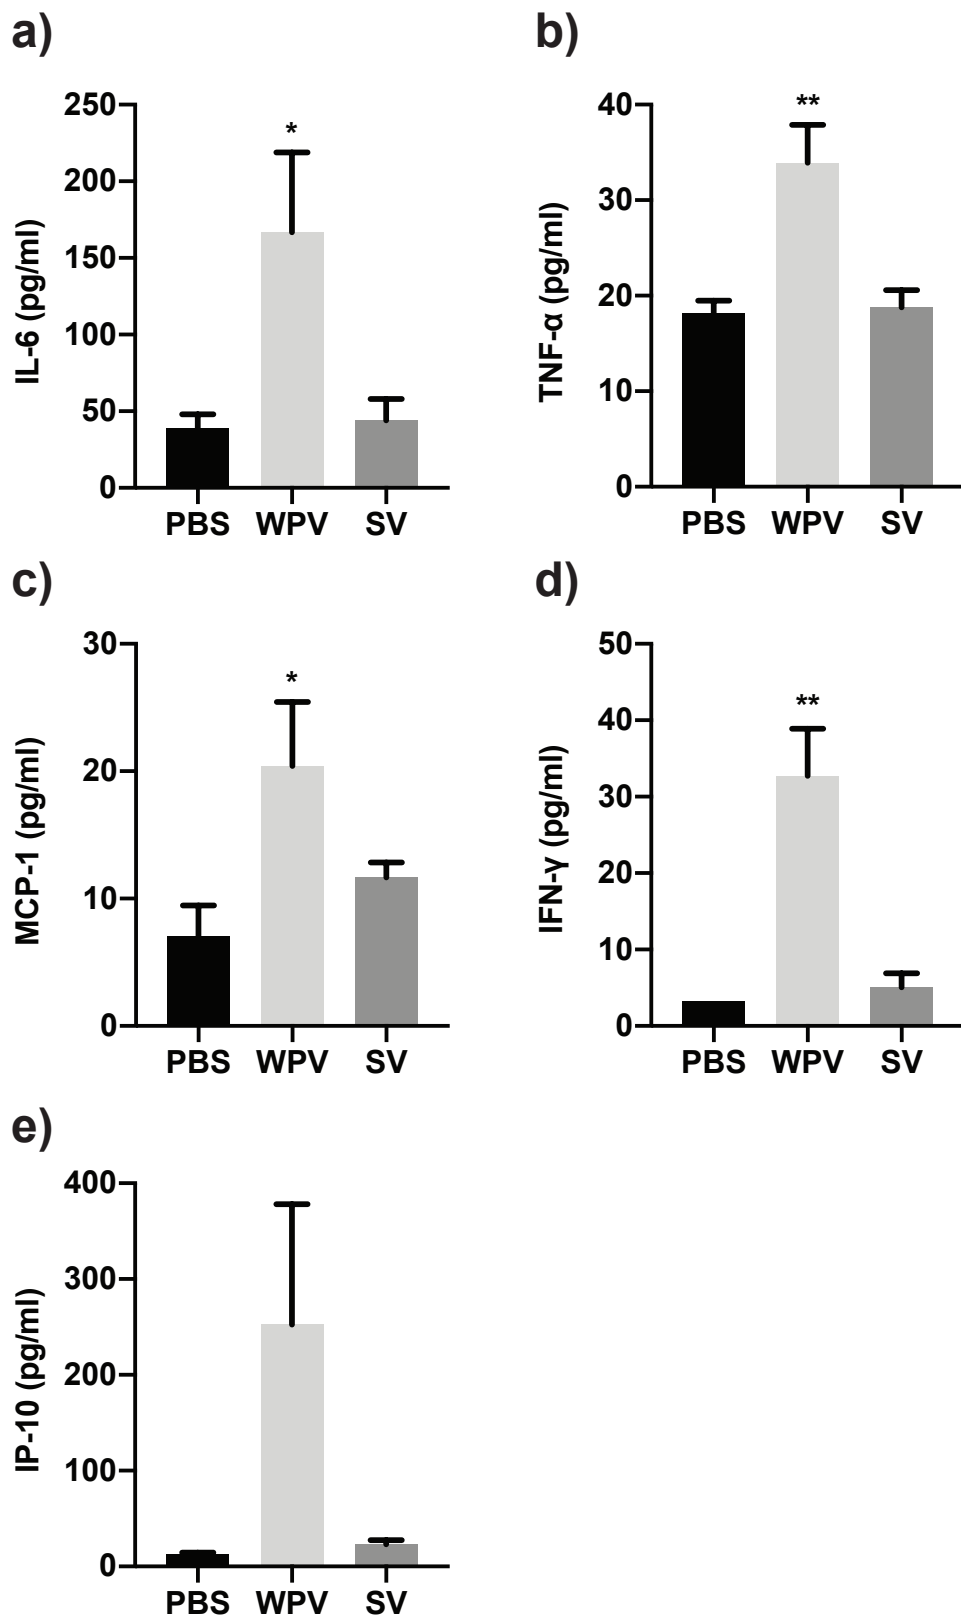 a)
IL-6 (pg/ml)
250
200
150
100
50
0
*
PBS WPV SV
b)
TNF-α (pg/ml)
40
30
20
10
0
**
PBS WPV SV
c)
MCP-1 (pg/ml)
30
20
10
0
*
PBS WPV SV
d)
IFN-γ (pg/ml)
50
40
30
20
10
0
**
PBS WPV SV
e)
IP-10 (pg/ml)
400
300
200
100
0
PBS WPV SV